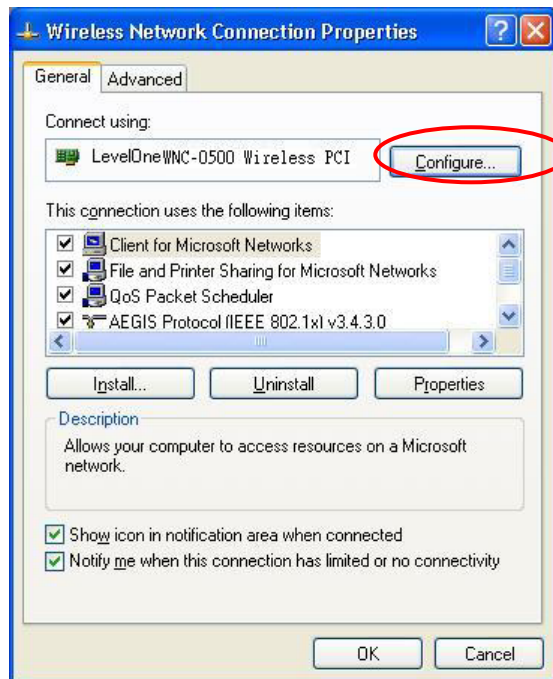 Wireless Network Connection Properties
General Advanced
Connect using:
LevelOneWNC-0500 Wireless PCI
Configure...
This connection uses the following items:
Client for Microsoft Networks
File and Printer Sharing for Microsoft Networks
QoS Packet Scheduler
AEGIS Protocol (IEEE 802.1x) v3.4.3.0
Install... Uninstall Properties
Description
Allows your computer to access resources on a Microsoft
network.
Show icon in notification area when connected
Notify me when this connection has limited or no connectivity
OK Cancel